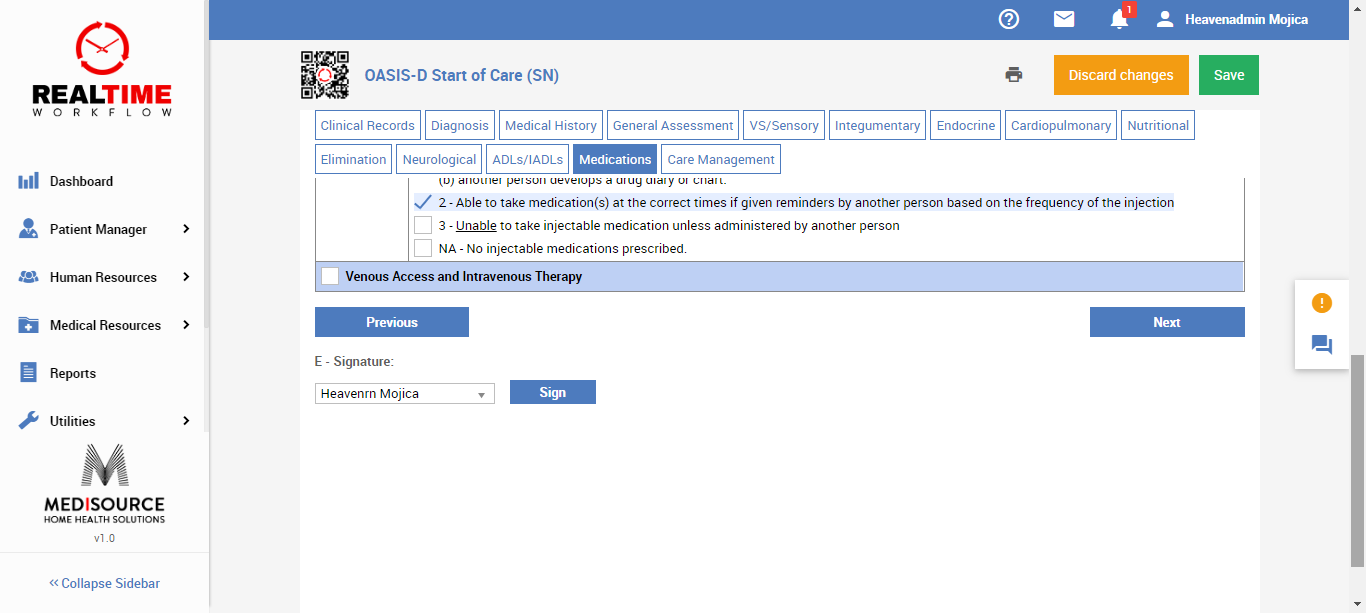 REALTIME
WORKFLOW
1
Heavenadmin Mojica
OASIS-D Start of Care (SN)
Discard changes
Save
Clinical Records
Diagnosis
Medical History
General Assessment
VS/Sensory
Integumentary
Endocrine
Cardiopulmonary
Nutritional
Elimination
Neurological
ADLs/IADLs
Medications
Care Management
(b) another person develops a drug diary or chart.
2 - Able to take medication(s) at the correct times if given reminders by another person based on the frequency of the injection
3 - Unable to take injectable medication unless administered by another person
NA - No injectable medications prescribed.
Venous Access and Intravenous Therapy
Previous
Next
E - Signature:
Heavenrn Mojica
Sign
Dashboard
Patient Manager
Human Resources
Medical Resources
Reports
Utilities
MEDISOURCE
HOME HEALTH SOLUTIONS
v1.0
Collapse Sidebar